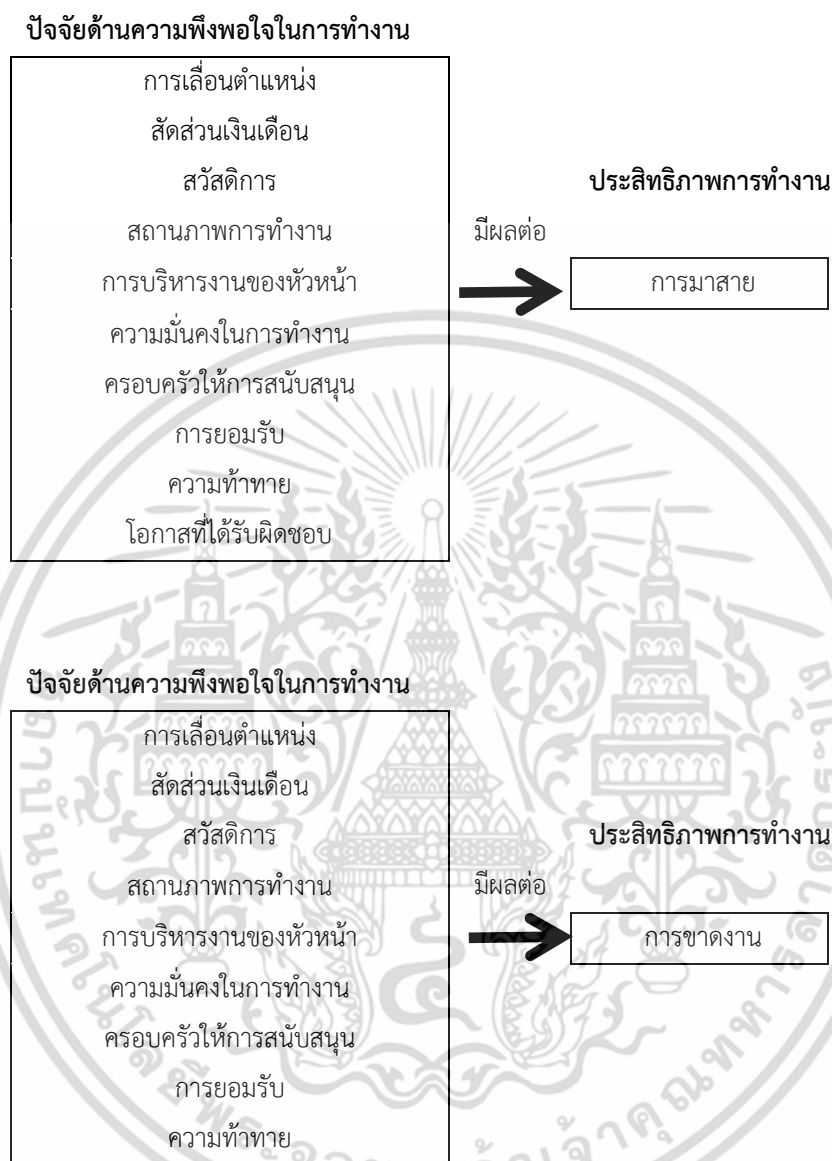 ปัจจัยด้านความพึงพอใจในการทำงาน
การเลื่อนตำแหน่ง
สัดส่วนเงินเดือน
สวัสดิการ
สถานภาพการทำงาน
การบริหารงานของหัวหน้า
ความมั่นคงในการทำงาน
ครอบครัวให้การสนับสนุน
การยอมรับ
ความท้าทาย
โอกาสที่ได้รับผิดชอบ
มีผลต่อ
ประสิทธิภาพการทำงาน
การมาสาย
ปัจจัยด้านความพึงพอใจในการทำงาน
การเลื่อนตำแหน่ง
สัดส่วนเงินเดือน
สวัสดิการ
สถานภาพการทำงาน
การบริหารงานของหัวหน้า
ความมั่นคงในการทำงาน
ครอบครัวให้การสนับสนุน
การยอมรับ
ความท้าทาย
มีผลต่อ
ประสิทธิภาพการทำงาน
การขาดงาน